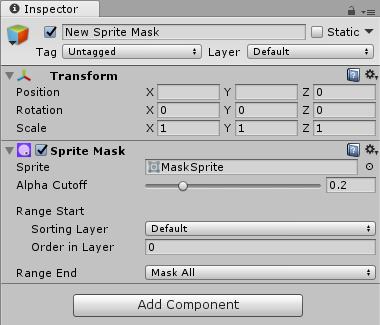 Inspector
New Sprite Mask Static
Tag Untagged Layer Default
Transform
Position X Y Z 0
Rotation X 0 Y 0 Z 0
Scale X 1 Y 1 Z 1
Sprite Mask
Sprite MaskSprite
Alpha Cutoff 0.2
Range Start
Sorting Layer Default
Order in Layer 0
Range End Mask All
Add Component